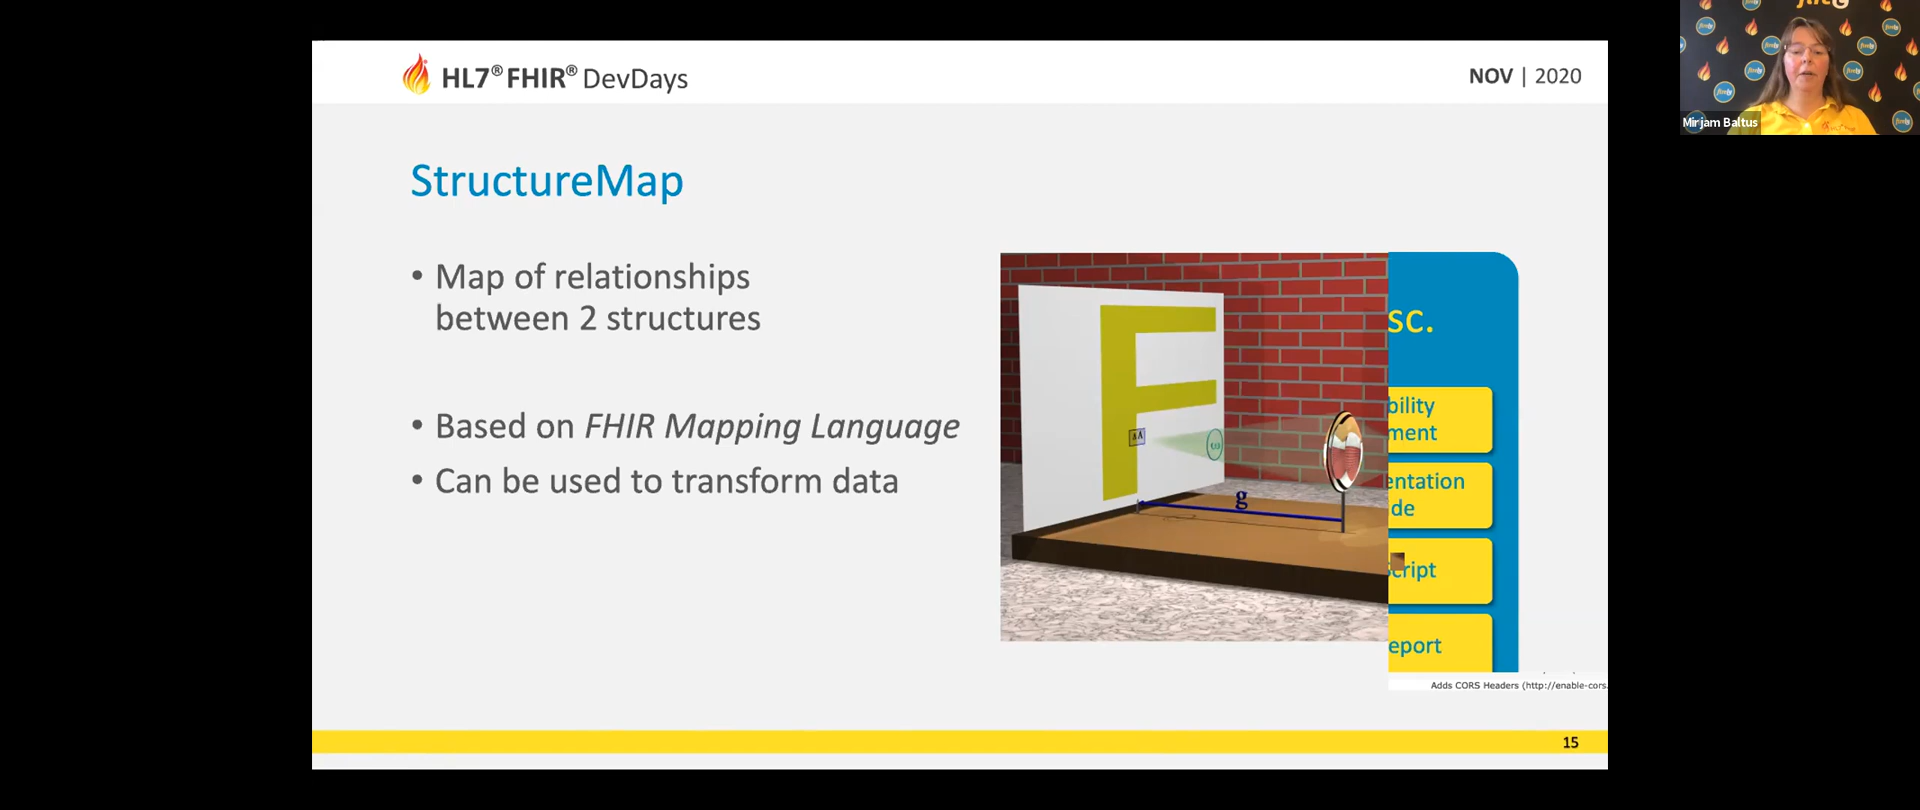 HL7® FHIR® DevDays
NOV | 2020
Mirjam Baltus
StructureMap
• Map of relationships
between 2 structures
• Based on FHIR Mapping Language
• Can be used to transform data
g
sc.
bility
ment
entation
de
cript
eport
Adds CORS Headers (http://enable-cors.
15